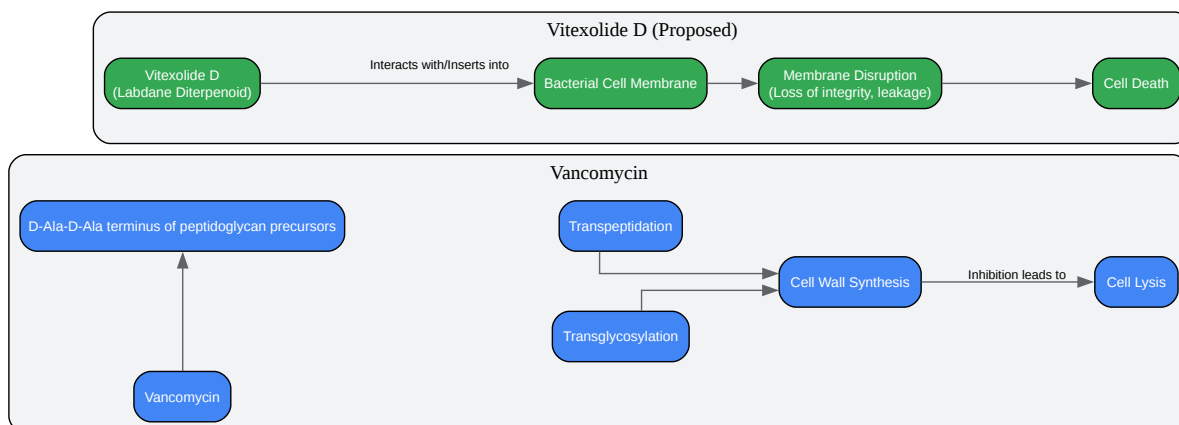 Vitexolide D (Proposed)
Vitexolide D
(Labdane Diterpenoid)
Interacts with/Inserts into
Bacterial Cell Membrane
Membrane Disruption
(Loss of integrity, leakage)
Cell Death
Vancomycin
D-Ala-D-Ala terminus of peptidoglycan precursors
Transpeptidation
Cell Wall Synthesis
Inhibition leads to
Cell Lysis
Transglycosylation
Vancomycin